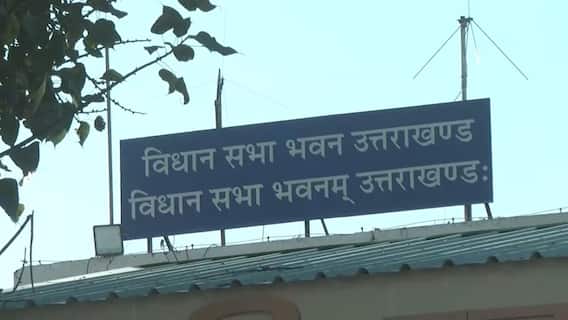 विधान सभा भवन उत्तराखण्ड
विधान सभा भवनम् उत्तराखण्ड: